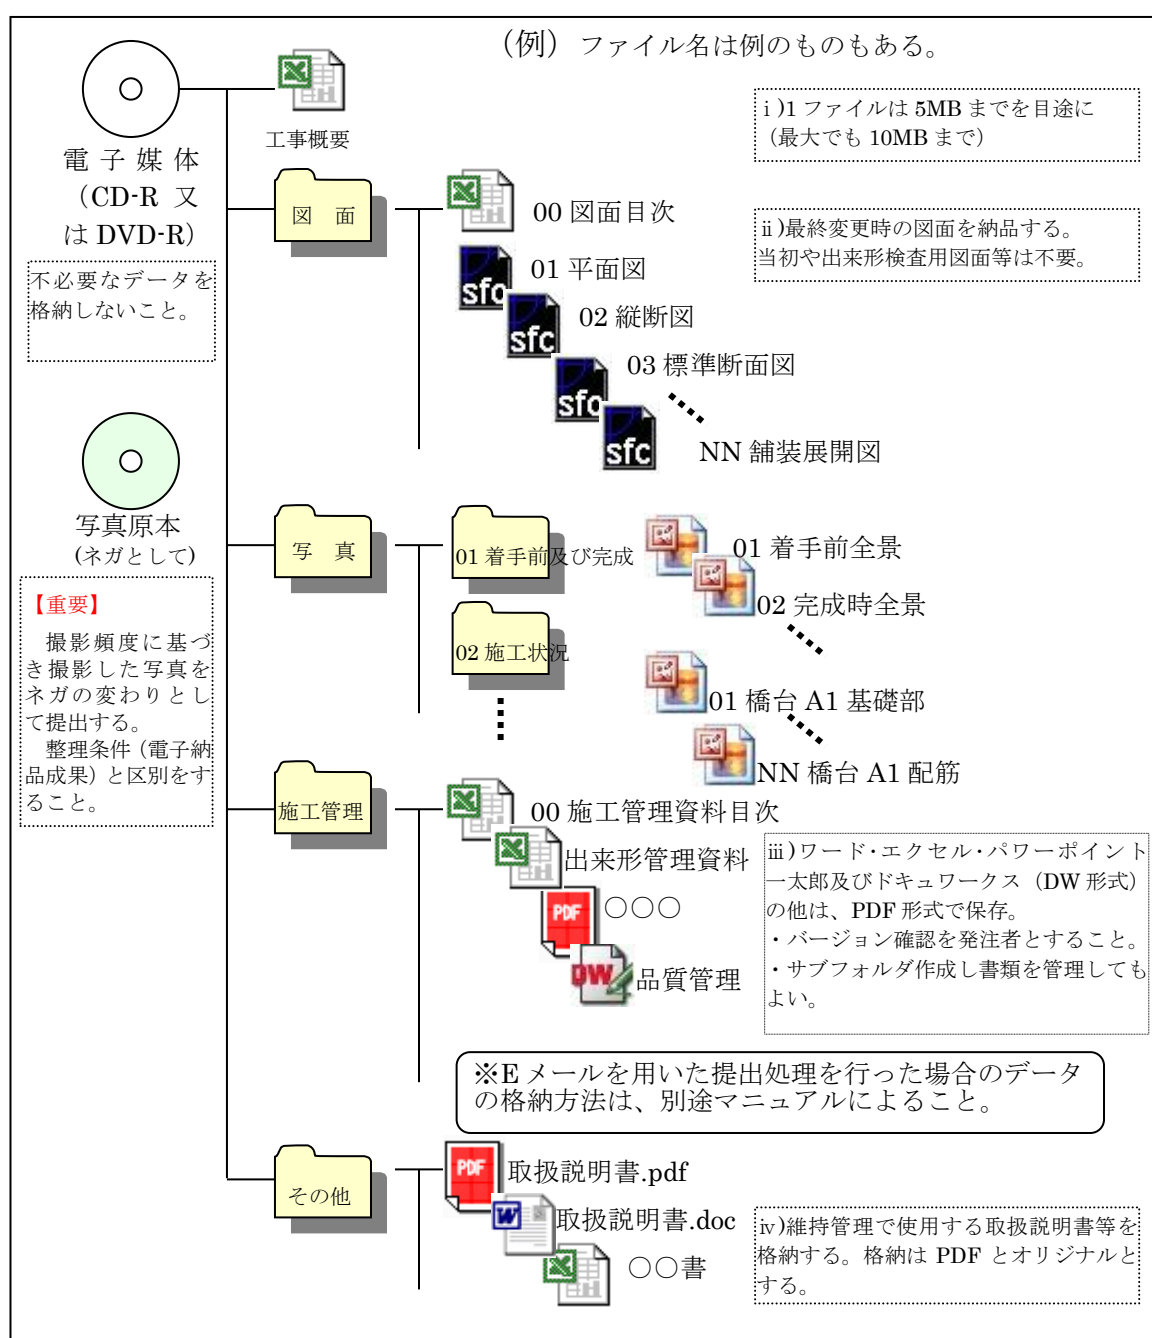 （例）ファイル名は例のものもある。
工事概要
ⅰ)1 ファイルは 5MB までを目途に
（最大でも 10MB まで）
電 子 媒 体
（CD-R 又
は DVD-R）
不必要なデータを
格納しないこと。
図　面
00 図面目次
ⅱ)最終変更時の図面を納品する。
当初や出来形検査用図面等は不要。
sfc
01 平面図
sfc
02 縦断図
sfc
03 標準断面図
sfc
NN 舗装展開図
写真原本
(ネガとして)
【重要】
撮影頻度に基づ
き撮影した写真を
ネガの変わりとし
て提出する。
整理条件（電子納
品成果）と区別をす
ること。
写　真
01 着手前及び完成
01 着手前全景
02 完成時全景
02 施工状況
01 橋台 A1 基礎部
NN 橋台 A1 配筋
施工管理
00 施工管理資料目次
出来形管理資料
PDF
〇〇〇
DW
品質管理
ⅲ)ワード・エクセル・パワーポイント
一太郎及びドキュワークス（DW 形式）
の他は、PDF 形式で保存。
・バージョン確認を発注者とすること。
・サブフォルダ作成し書類を管理しても
よい。
※E メールを用いた提出処理を行った場合のデータ
の格納方法は、別途マニュアルによること。
その他
PDF
取扱説明書.pdf
W
取扱説明書.doc
〇〇書
ⅳ)維持管理で使用する取扱説明書等を
格納する。格納は PDF とオリジナルと
する。